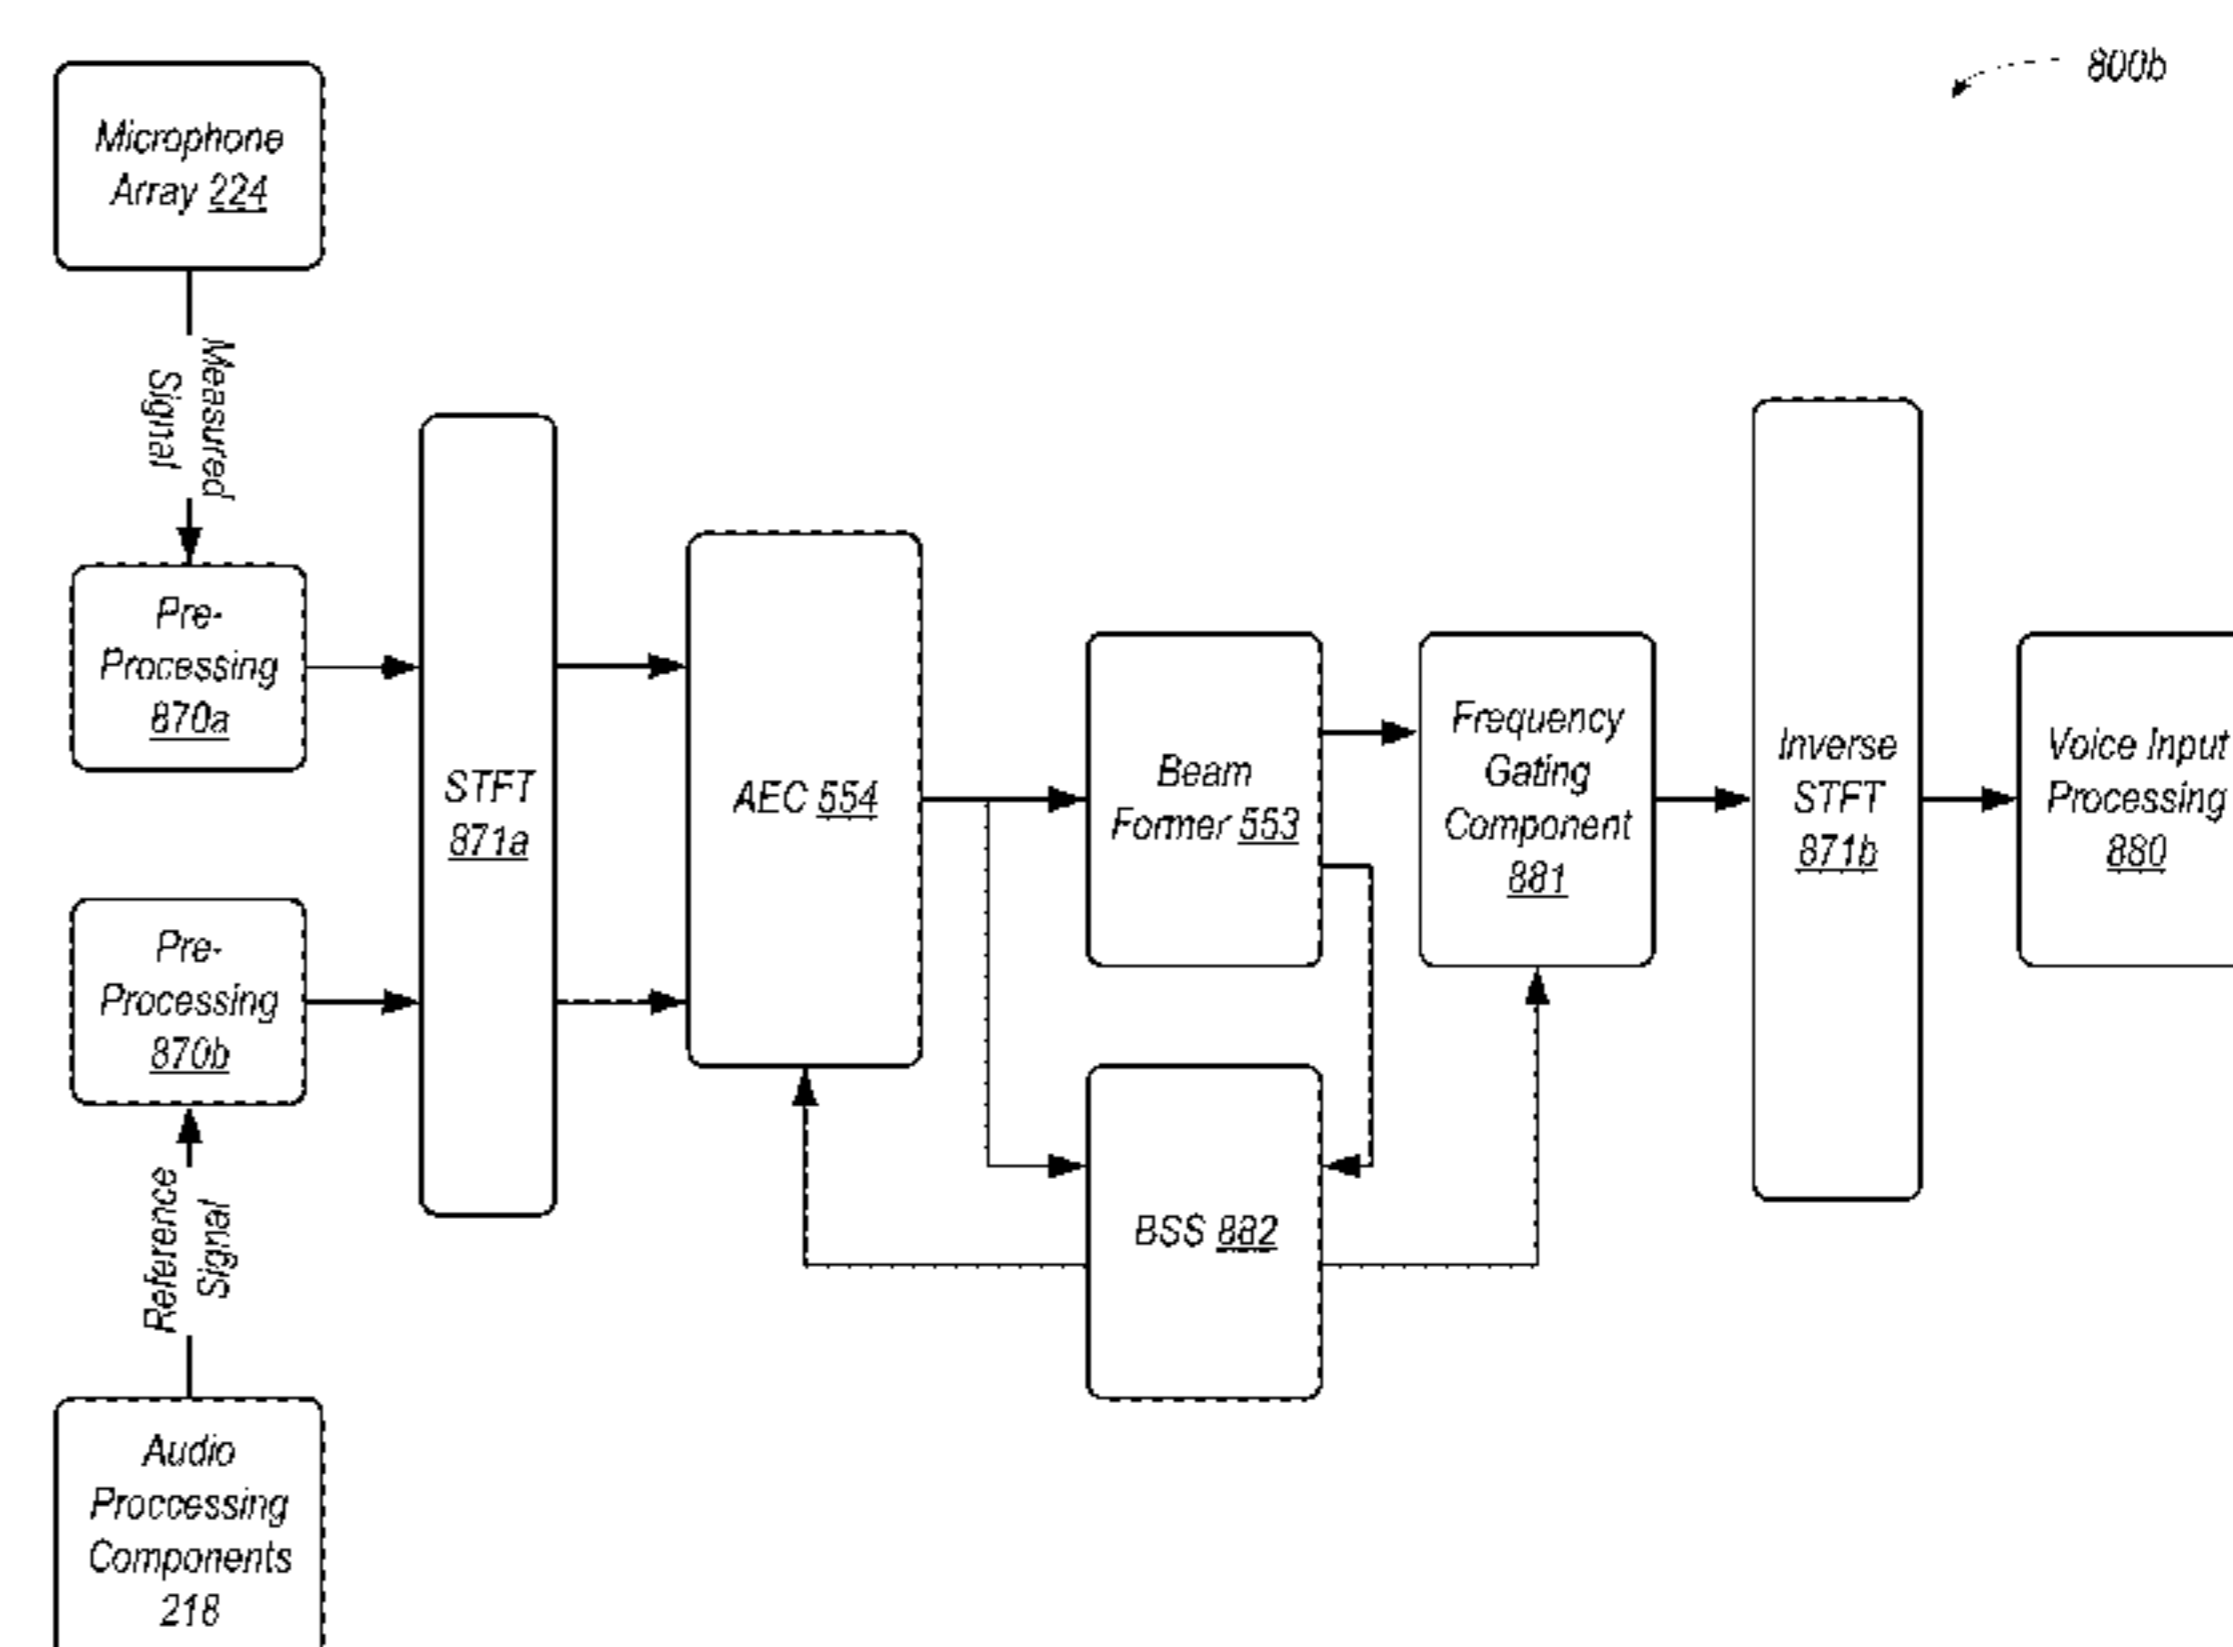 800b
Microphone
Array 224
Measured
Signal
Pre-
Processing
870a
STFT
871a
Pre-
Processing
870b
Reference
Signal
Audio
Proccessing
Components
218
AEC 554
Beam
Former 553
Frequency
Gating
Component
881
BSS 882
Inverse
STFT
871b
Voice Input
Processing
880